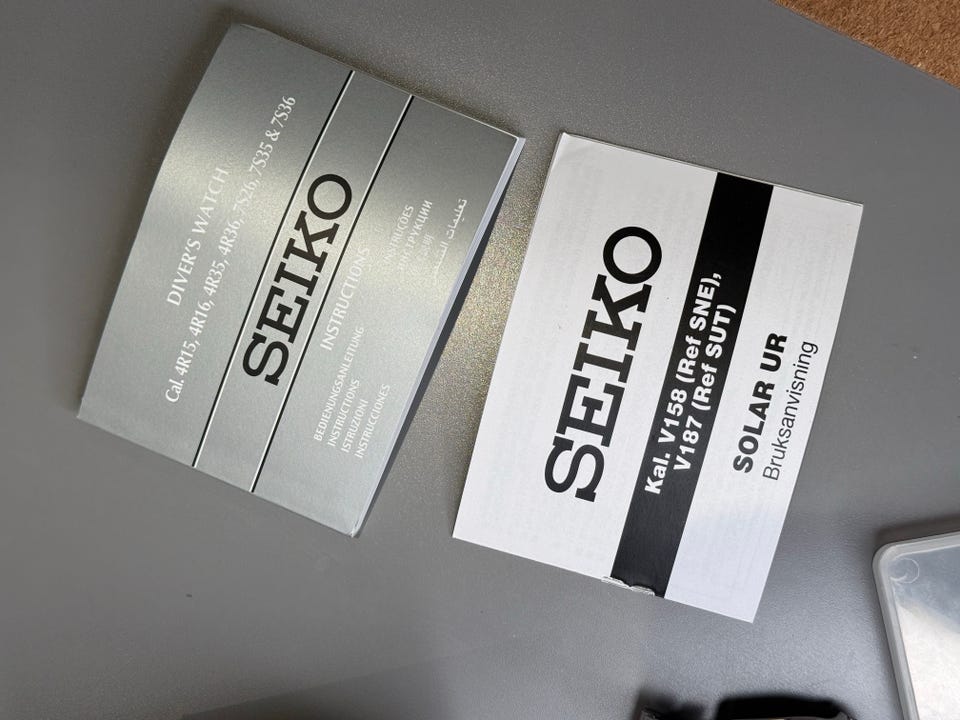 DIVER'S WATCH
Cal. 4R15, 4R16, 4R35, 4R36, 7S26, 7S35 & 7S36
SEIKO
INSTRUCTIONS
BEDIENUNGSANLEITUNG
INSTRUCTIONS
ISTRUZIONI
INSTRUCCIONES
INSTRUÇÕES
ИНСТРУКЦИИ
SEIKO
Kal. V158 (Ref SNE),
V187 (Ref SUT)
SOLAR UR
Bruksanvisning